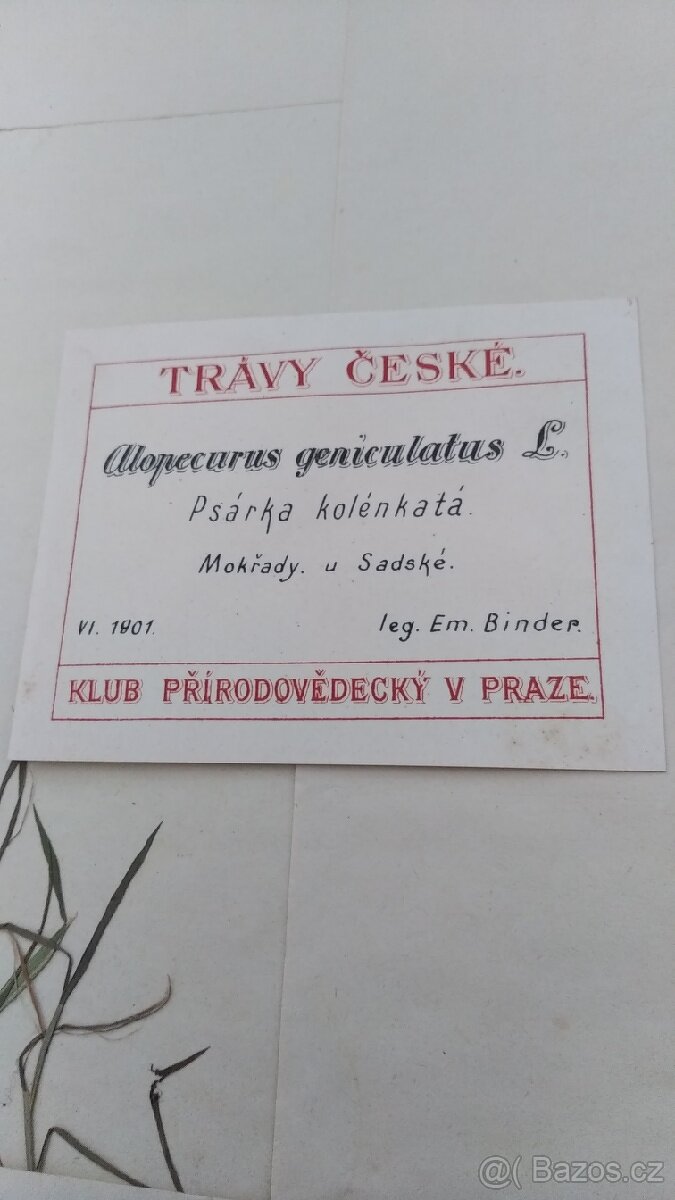 TRÁVY ČESKÉ.
Alopecurus geniculatus L.
Psárka kolénkatá.
Mokřady. u Sadské.
VI. 1901. leg. Em. Binder.
KLUB PŘÍRODOVĚDECKÝ V PRAZE.
@( Bazos.cz